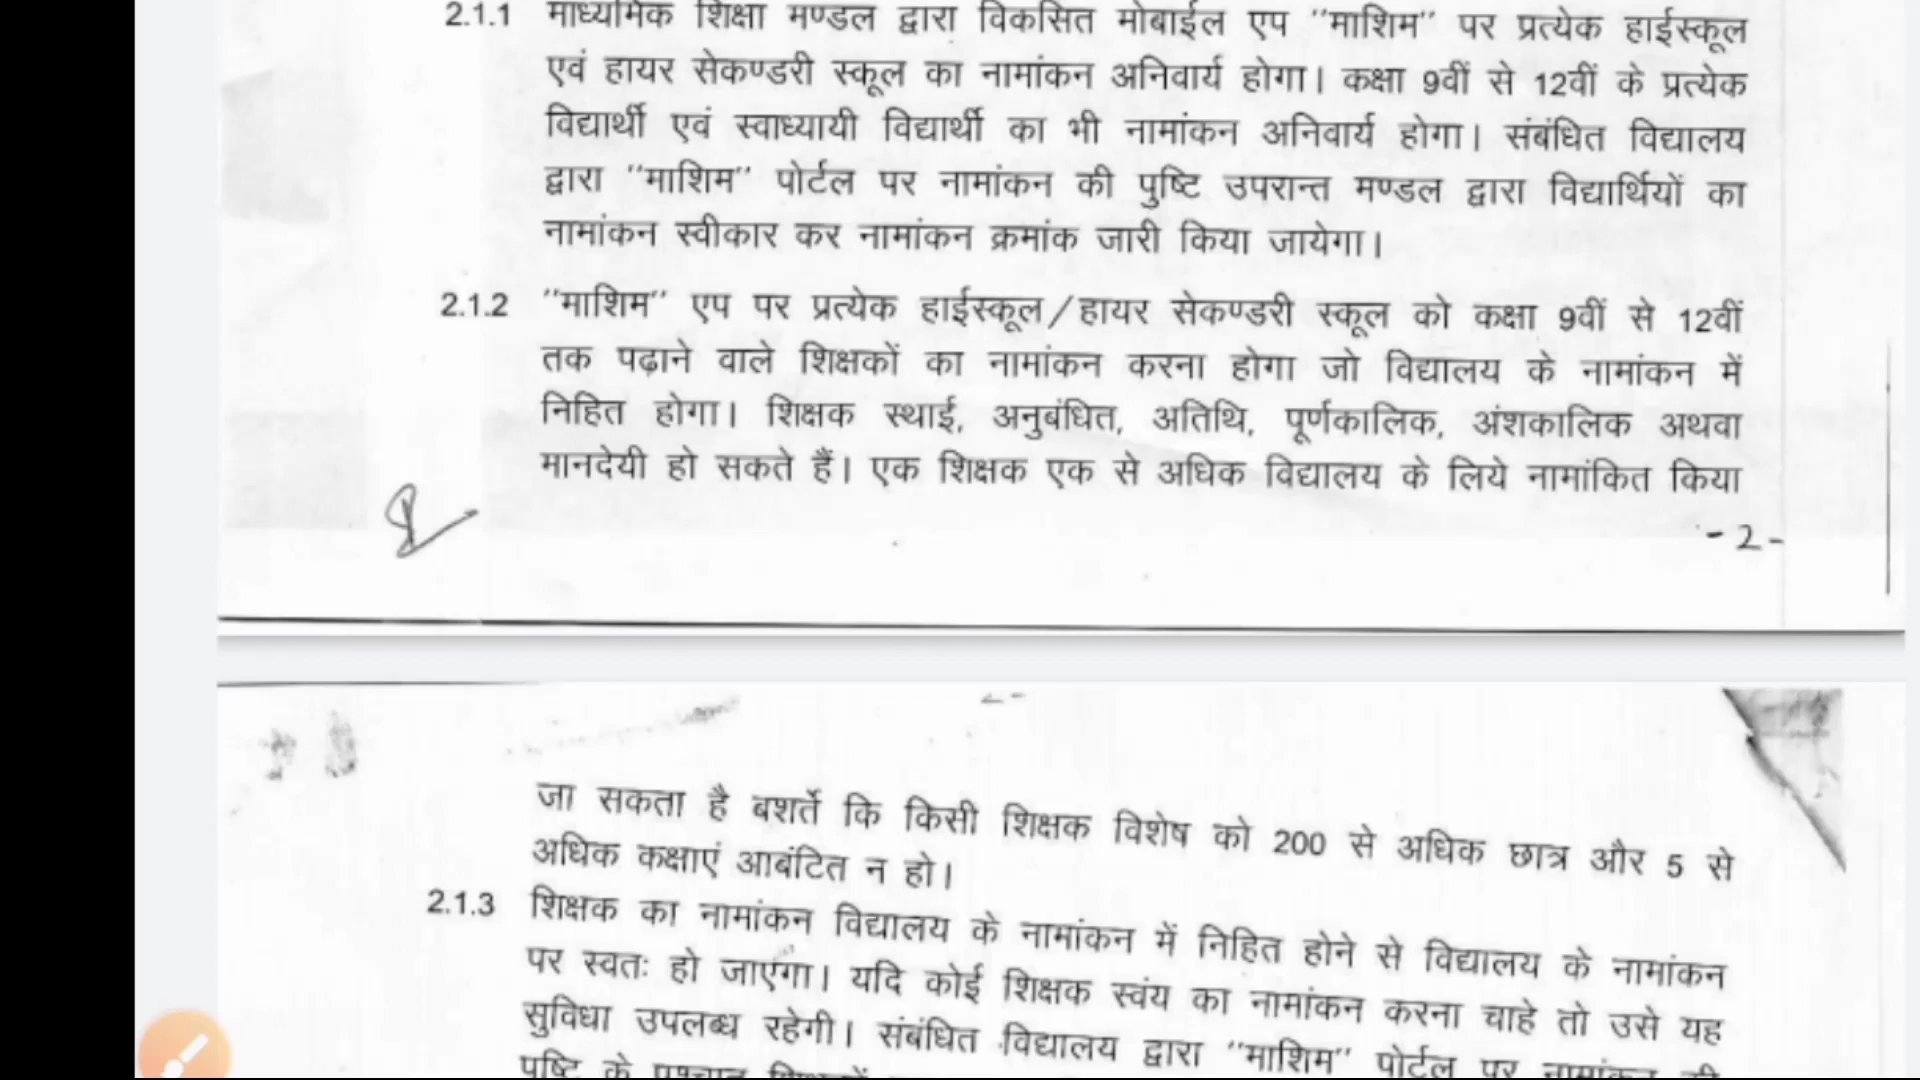 2.1.1 माध्यमिक शिक्षा मण्डल द्वारा विकसित मोबाईल एप "माशिम" पर प्रत्येक हाईस्कूल
एवं हायर सेकण्डरी स्कूल का नामांकन अनिवार्य होगा। कक्षा 9वीं से 12वीं के प्रत्येक
विद्यार्थी एवं स्वाध्यायी विद्यार्थी का भी नामांकन अनिवार्य होगा। संबंधित विद्यालय
द्वारा "माशिम" पोर्टल पर नामांकन की पुष्टि उपरान्त मण्डल द्वारा विद्यार्थियों का
नामांकन स्वीकार कर नामांकन क्रमांक जारी किया जायेगा।
2.1.2 "माशिम" एप पर प्रत्येक हाईस्कूल/हायर सेकण्डरी स्कूल को कक्षा 9वीं से 12वीं
तक पढ़ाने वाले शिक्षकों का नामांकन करना होगा जो विद्यालय के नामांकन में
निहित होगा। शिक्षक स्थाई, अनुबंधित, अतिथि, पूर्णकालिक, अंशकालिक अथवा
मानदेयी हो सकते हैं। एक शिक्षक एक से अधिक विद्यालय के लिये नामांकित किया
-2-
जा सकता है बशर्ते कि किसी शिक्षक विशेष को 200 से अधिक छात्र और 5 से
अधिक कक्षाएं आबंटित न हो।
2.1.3 शिक्षक का नामांकन विद्यालय के नामांकन में निहित होने से विद्यालय के नामांकन
पर स्वतः हो जाएगा। यदि कोई शिक्षक स्वंय का नामांकन करना चाहे तो उसे यह
सुविधा उपलब्ध रहेगी। संबंधित विद्यालय द्वारा "माशिम" पोर्टल पर नामांकन की
पुष्टि के पश्चात